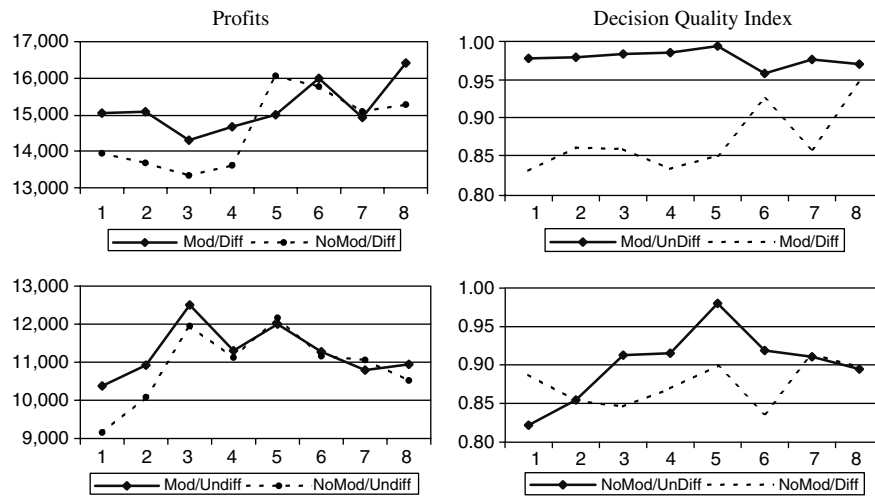 Profits
17,000
16,000
15,000
14,000
13,000
1 2 3 4 5 6 7 8
Mod/Diff NoMod/Diff
Decision Quality Index
1.00
0.95
0.90
0.85
0.80
1 2 3 4 5 6 7 8
Mod/UnDiff Mod/Diff
13,000
12,000
11,000
10,000
9,000
1 2 3 4 5 6 7 8
Mod/Undiff NoMod/Undiff
1.00
0.95
0.90
0.85
0.80
1 2 3 4 5 6 7 8
NoMod/UnDiff NoMod/Diff